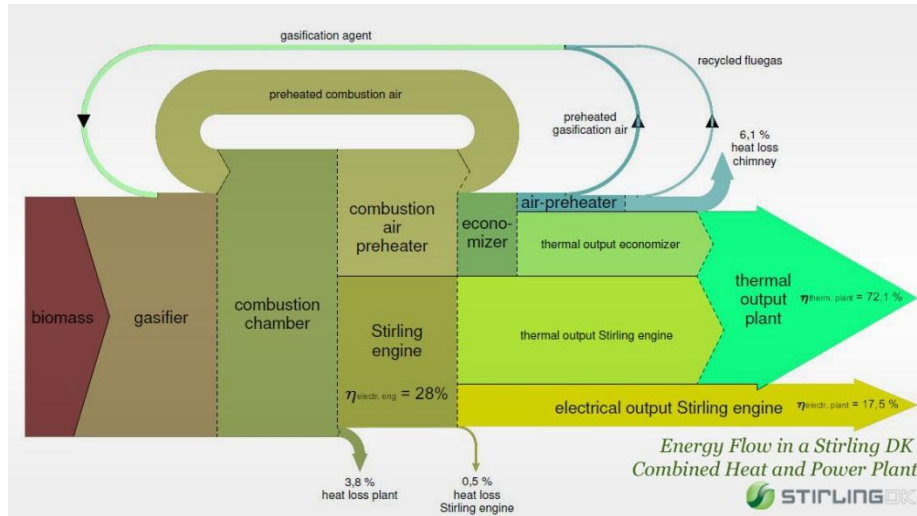 gasification agent
recycled fluegas
preheated combustion air
preheated
gasification air
6,1 %
heat loss
chimney
biomass
gasifier
combustion
chamber
combustion
air
preheater
econo-
mizer
air-preheater
thermal output economizer
thermal
output
plant
ηtherm. plant = 72,1 %
Stirling
engine
ηelectr. eng = 28%
thermal output Stirling engine
electrical output Stirling engine
ηelectr. plant = 17,5 %
3,8 %
heat loss plant
0,5 %
heat loss
Stirling engine
Energy Flow in a Stirling DK
Combined Heat and Power Plant
STIRLINGDK